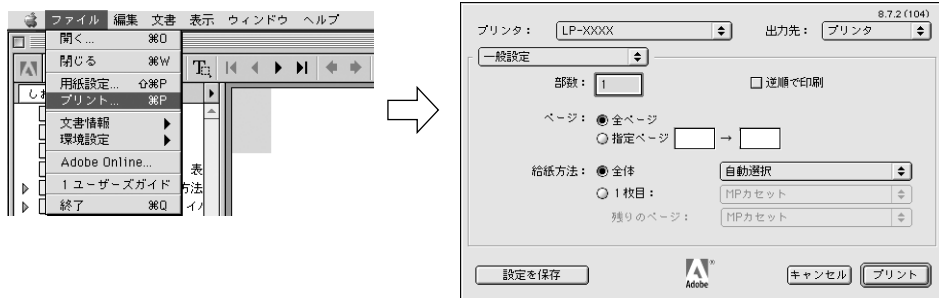 ファイル 編集 文書 表示 ウィンドウ ヘルプ
開く... ⌘O
閉じる ⌘W
用紙設定... ⇧⌘P
プリント... ⌘P
文書情報
環境設定
Adobe Online...
1 ユーザーズガイド
終了 ⌘Q
しお
表
方法
イバ
8.7.2 (104)
プリンタ： LP-XXXX 出力先： プリンタ
一般設定
部数： 1 逆順で印刷
ページ： 全ページ
指定ページ →
給紙方法： 全体 自動選択
1 枚目： MPカセット
残りのページ： MPカセット
設定を保存 Adobe キャンセル プリント